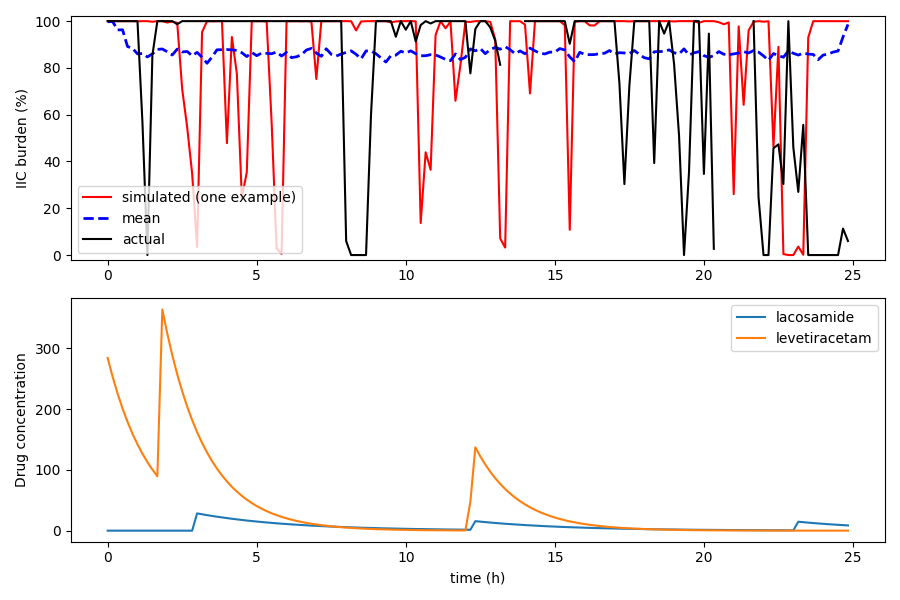 100
80
60
40
20
0
IIC burden (%)
simulated (one example)
mean
actual
0 5 10 15 20 25
300
200
100
0
Drug concentration
lacosamide
levetiracetam
0 5 10 15 20 25
time (h)